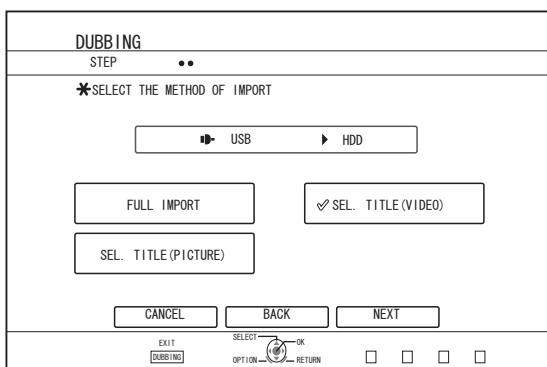 DUBBING
STEP
SELECT THE METHOD OF IMPORT
USB HDD
FULL IMPORT
SEL. TITLE(VIDEO)
SEL. TITLE(PICTURE)
CANCEL BACK NEXT
EXIT
DUBBING
SELECT OK
OPTION RETURN